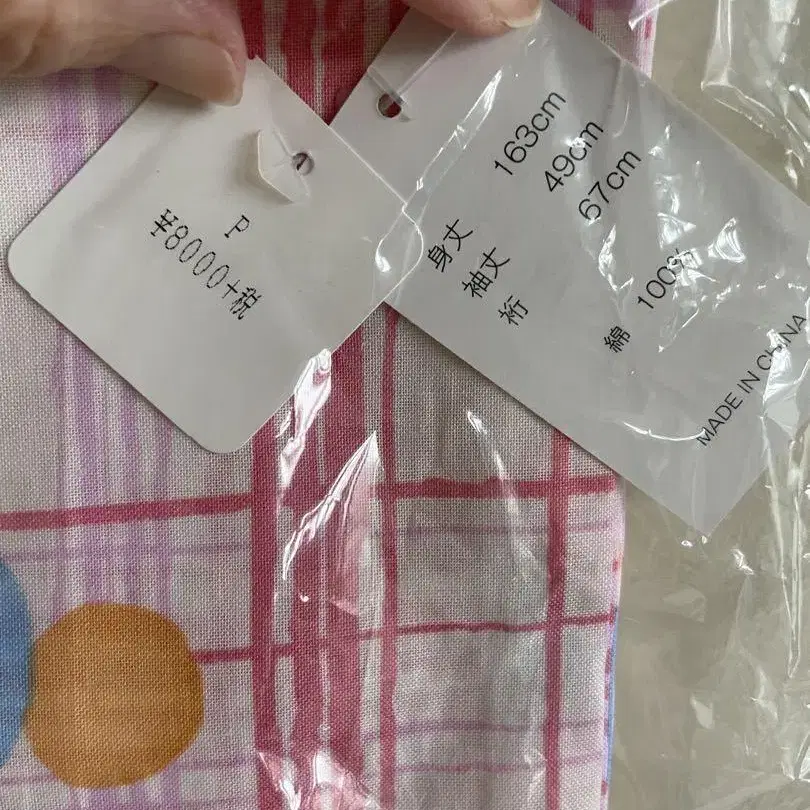 P
¥8000+税
身丈 163cm
袖丈 49cm
裄 67cm
綿 100%
MADE IN CHINA